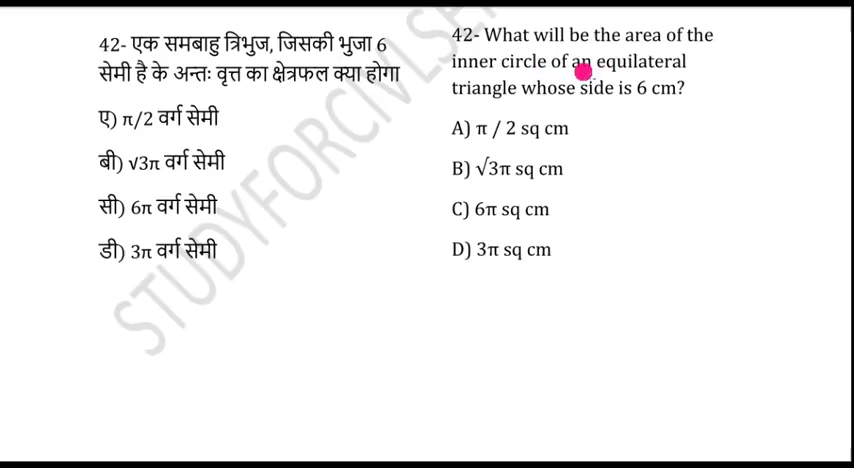 42- एक समबाहु त्रिभुज, जिसकी भुजा 6
सेमी है के अन्तः वृत्त का क्षेत्रफल क्या होगा
ए) π/2 वर्ग सेमी
बी) √3π वर्ग सेमी
सी) 6π वर्ग सेमी
डी) 3π वर्ग सेमी
42- What will be the area of the
inner circle of an equilateral
triangle whose side is 6 cm?
A) π / 2 sq cm
B) √3π sq cm
C) 6π sq cm
D) 3π sq cm
STUDYFORCIVILSE